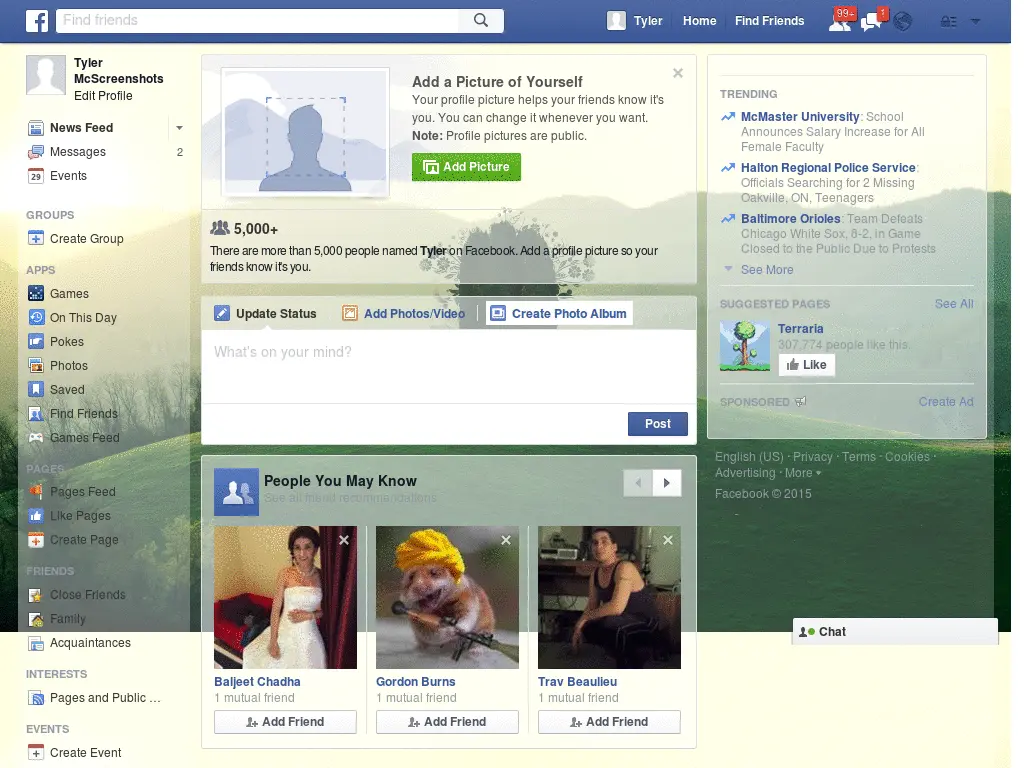 f
Find friends
Tyler
Home
Find Friends
99+
1
Tyler
McScreenshots
Edit Profile
News Feed
Messages
2
29
Events
GROUPS
Create Group
APPS
Games
On This Day
Pokes
Photos
Saved
Find Friends
Games Feed
PAGES
Pages Feed
Like Pages
Create Page
FRIENDS
Close Friends
Family
Acquaintances
INTERESTS
Pages and Public ...
EVENTS
Create Event
Add a Picture of Yourself
Your profile picture helps your friends know it's
you. You can change it whenever you want.
Note: Profile pictures are public.
Add Picture
5,000+
There are more than 5,000 people named Tyler on Facebook. Add a profile picture so your
friends know it's you.
Update Status
Add Photos/Video
Create Photo Album
What's on your mind?
Post
People You May Know
See all friend recommendations
Baljeet Chadha
1 mutual friend
Add Friend
Gordon Burns
1 mutual friend
Add Friend
Trav Beaulieu
1 mutual friend
Add Friend
TRENDING
McMaster University: School
Announces Salary Increase for All
Female Faculty
Halton Regional Police Service:
Officials Searching for 2 Missing
Oakville, ON, Teenagers
Baltimore Orioles: Team Defeats
Chicago White Sox, 8-2, in Game
Closed to the Public Due to Protests
See More
SUGGESTED PAGES
See All
Terraria
307,774 people like this.
Like
SPONSORED
Create Ad
English (US) · Privacy · Terms · Cookies ·
Advertising · More
Facebook © 2015
Chat